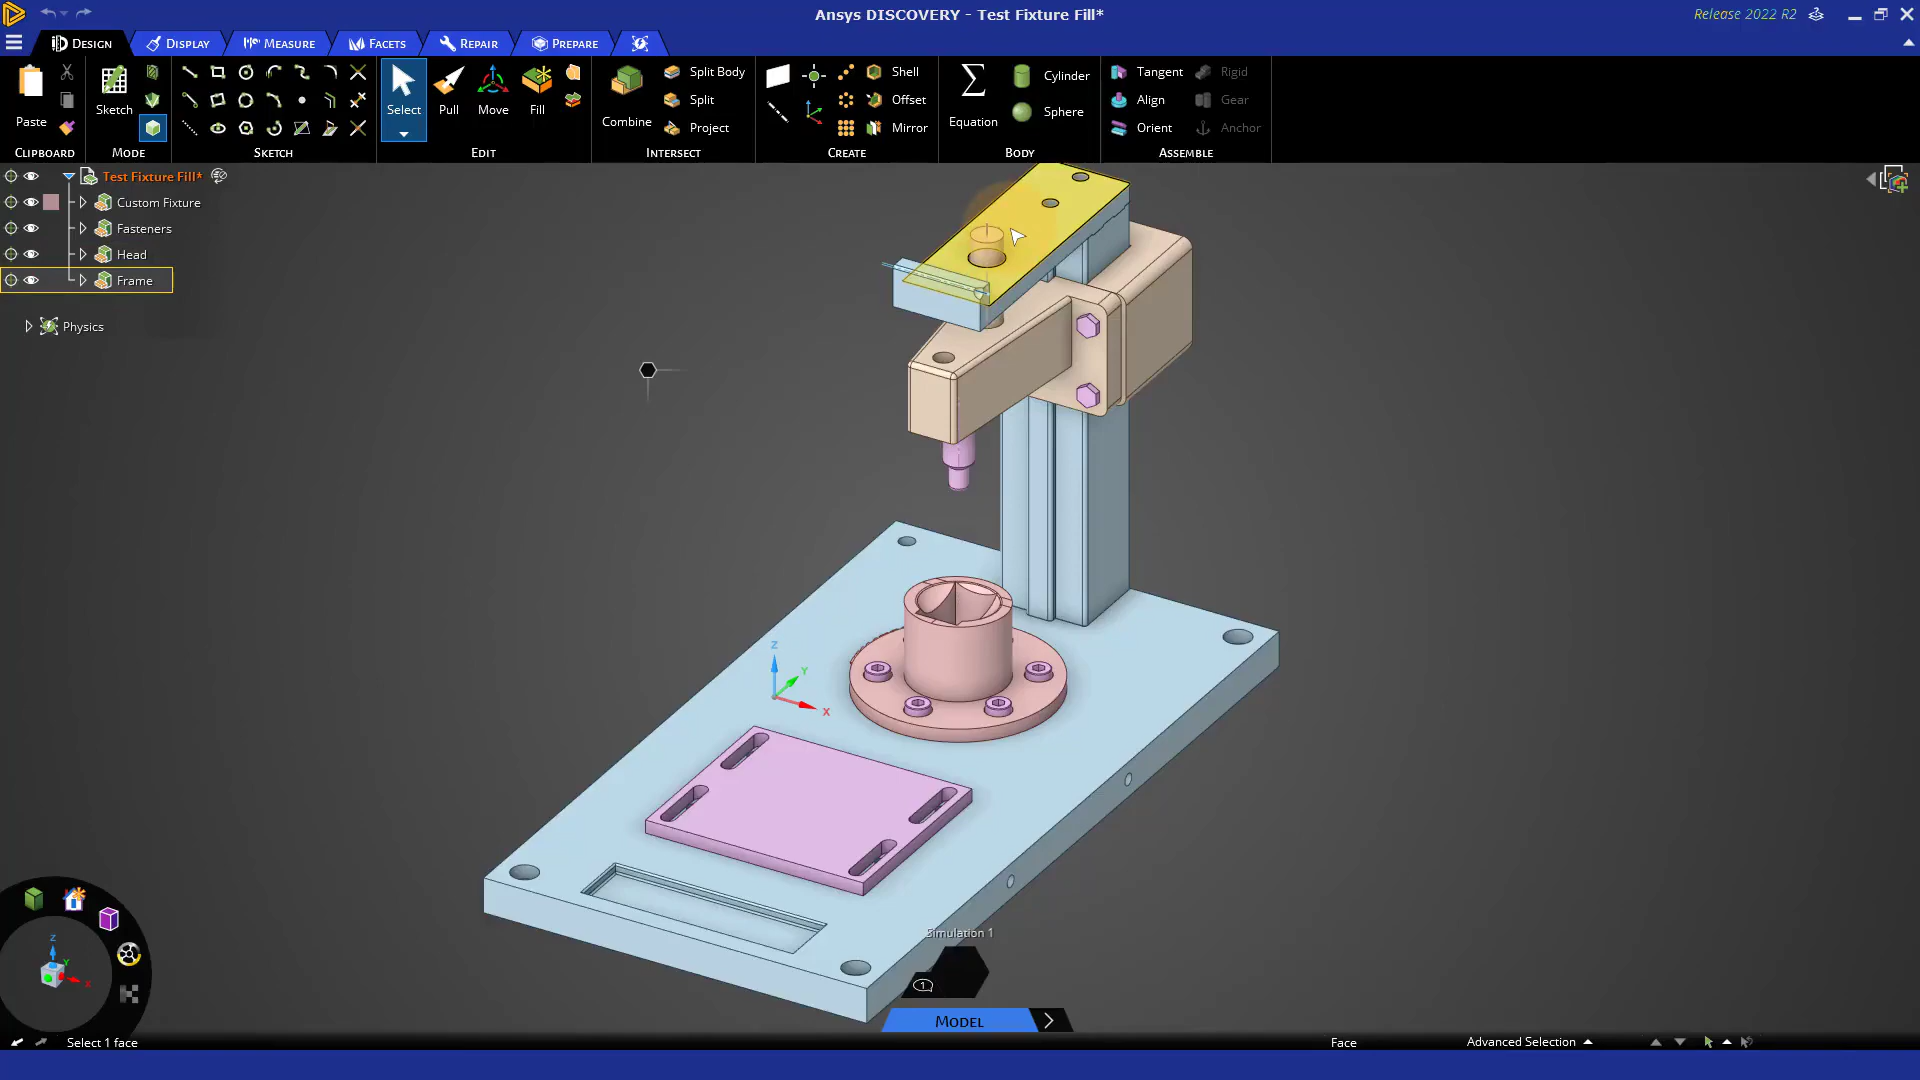 Ansys DISCOVERY - Test Fixture Fill*
Release 2022 R2
DESIGN
DISPLAY
MEASURE
FACETS
REPAIR
PREPARE
Paste
CLIPBOARD
Sketch
MODE
SKETCH
Select
Pull
Move
Fill
EDIT
Combine
Split Body
Split
Project
INTERSECT
Shell
Offset
Mirror
CREATE
Equation
Cylinder
Sphere
BODY
Tangent
Align
Orient
Rigid
Gear
Anchor
ASSEMBLE
Test Fixture Fill*
Custom Fixture
Fasteners
Head
Frame
Physics
Z
Y
X
Z
Y
X
Simulation 1
1
MODEL
Select 1 face
Face
Advanced Selection